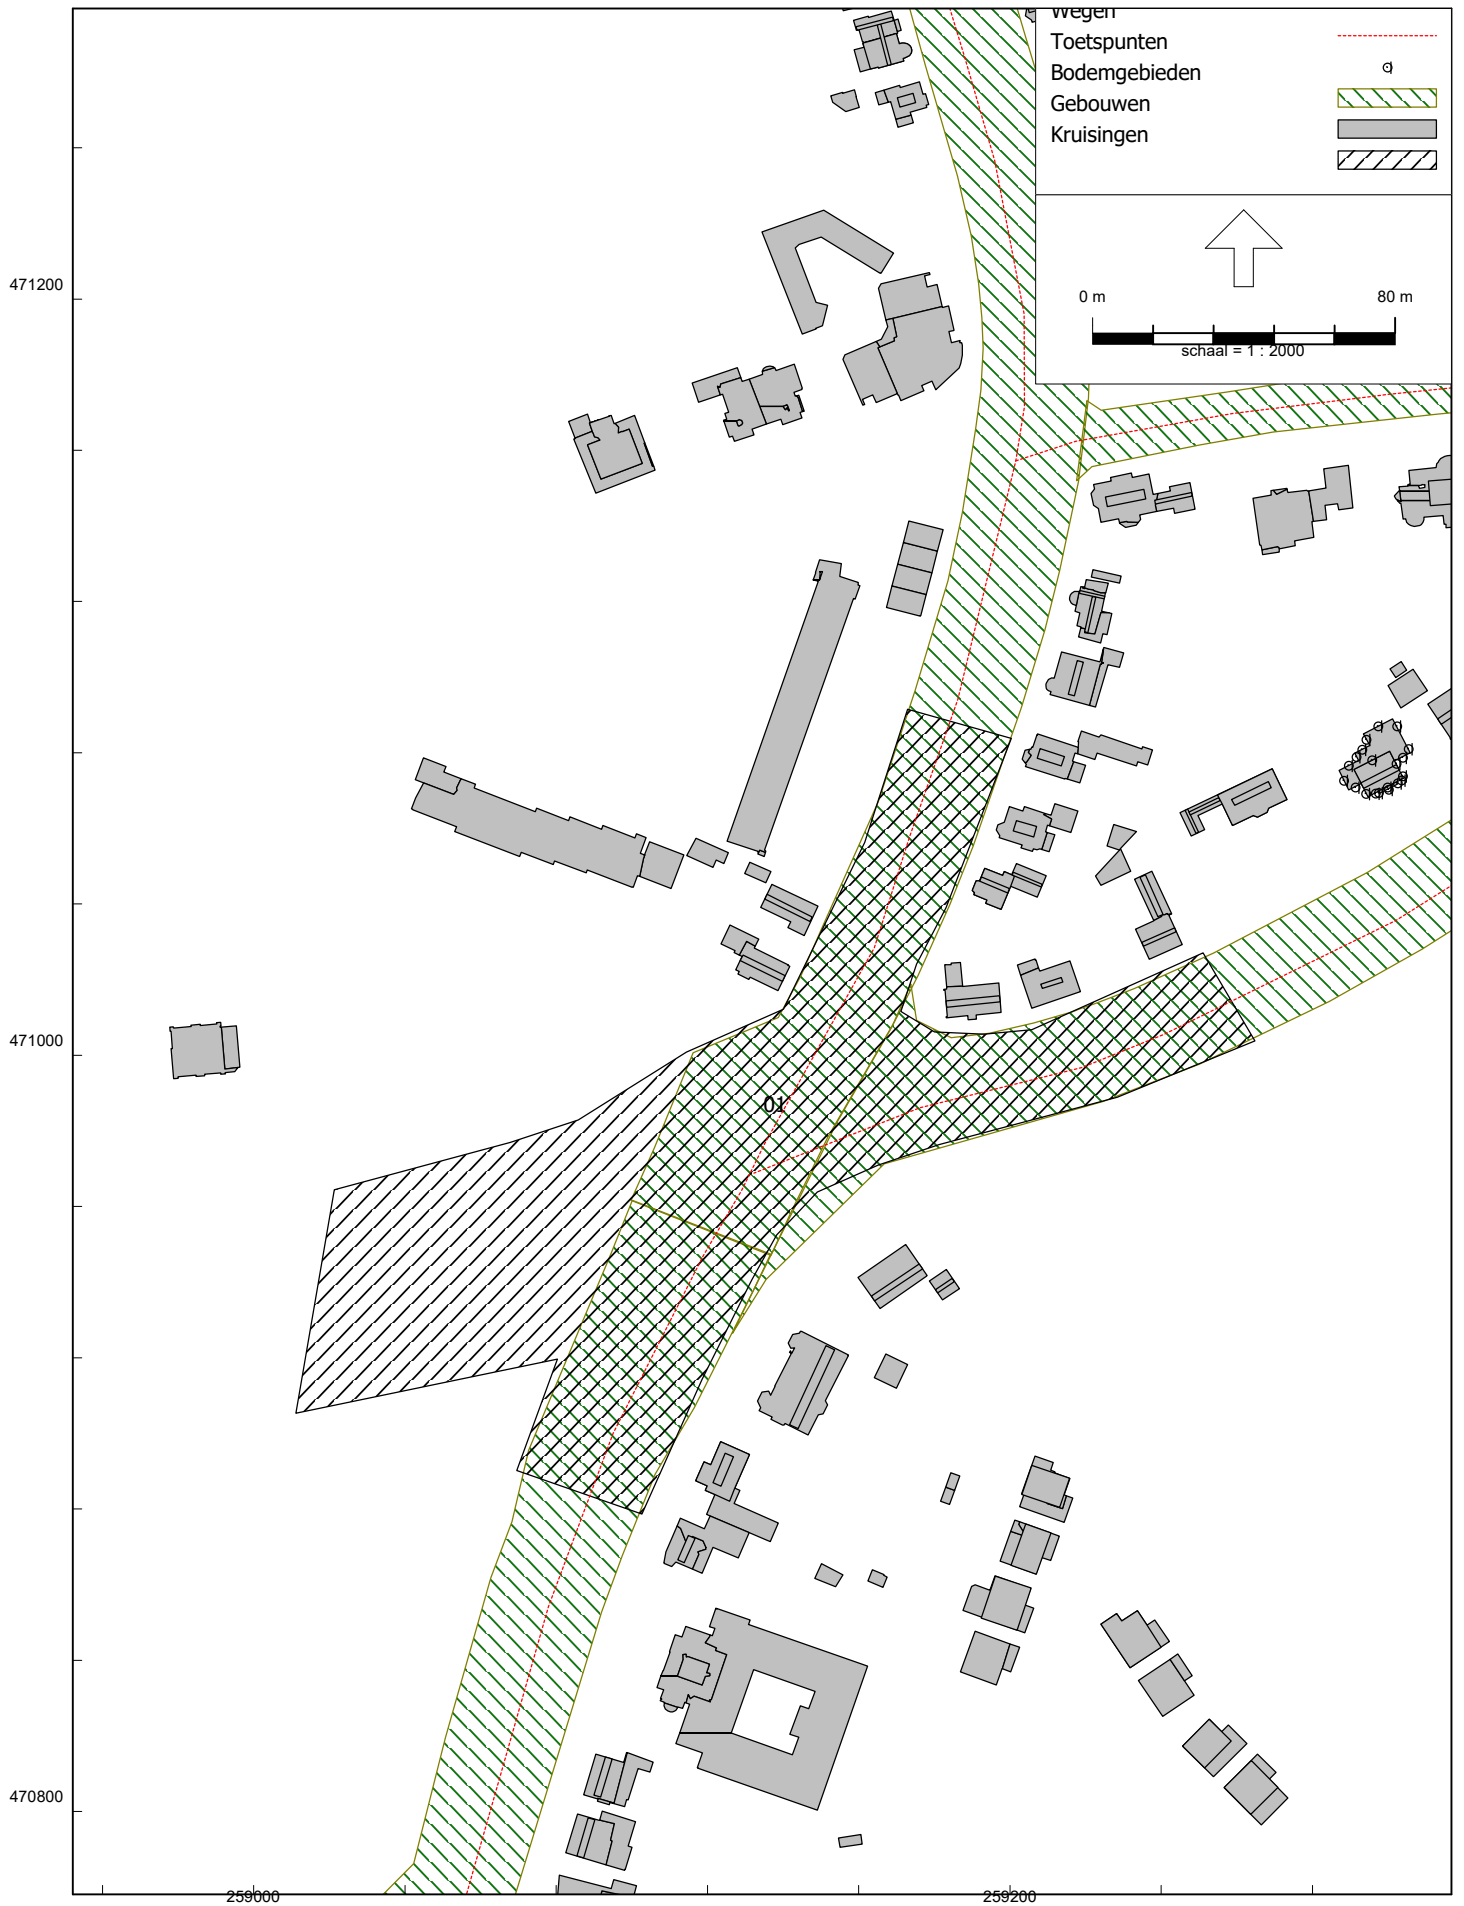 Wegen
Toetspunten
Bodemgebieden
Gebouwen
Kruisingen
0 m
80 m
schaal = 1 : 2000
471200
471000
01
470800
259000
259200